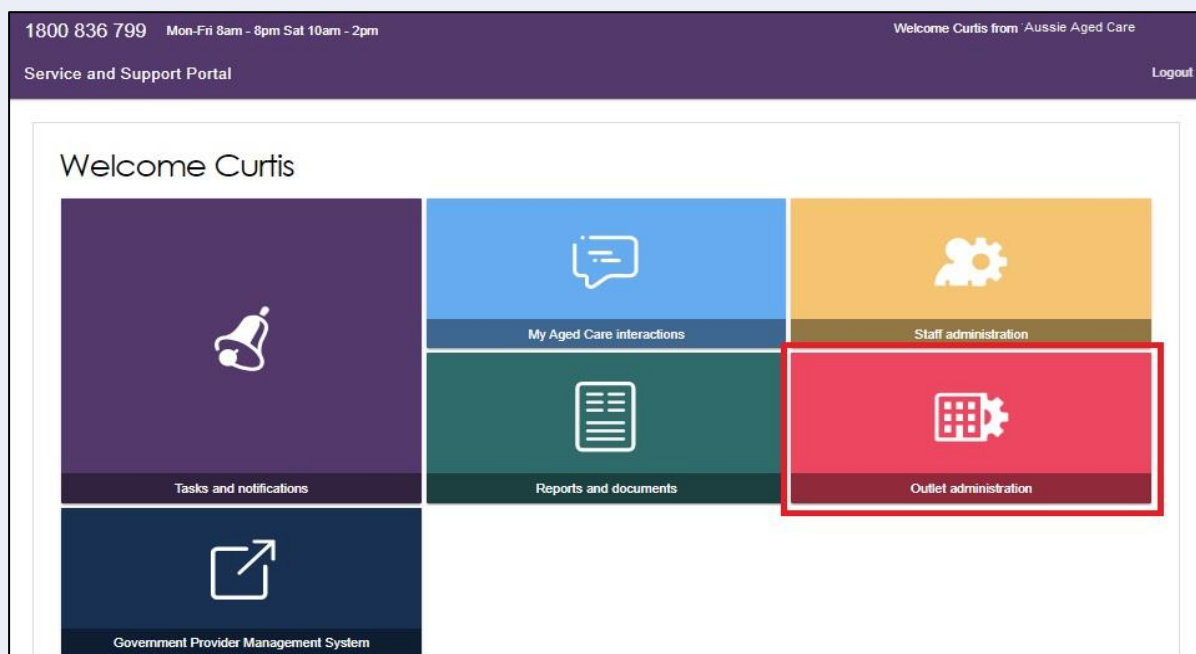 1800 836 799 Mon-Fri 8am - 8pm Sat 10am - 2pm
Welcome Curtis from Aussie Aged Care
Service and Support Portal
Logout
Welcome Curtis
My Aged Care interactions
Staff administration
Tasks and notifications
Reports and documents
Outlet administration
Government Provider Management System